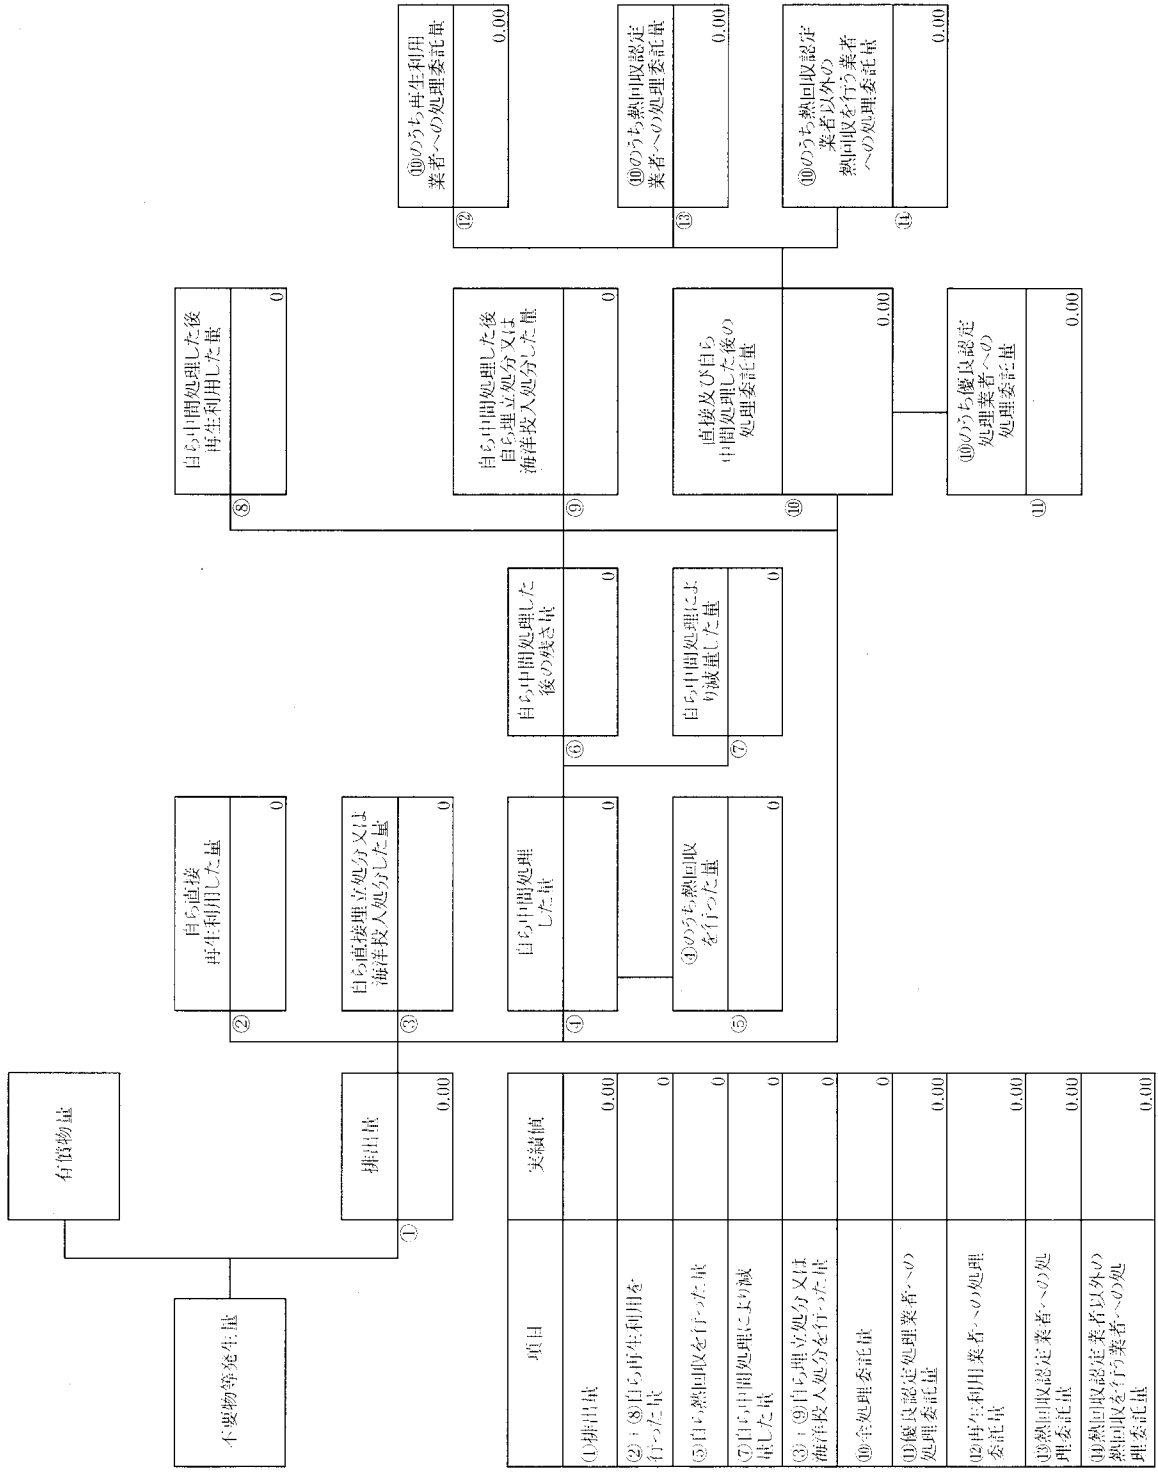 不要物等発生量
有償物量
①
排出量
0.00
②
自ら直接
再生利用した量
0
③
自ら直接埋立処分又は
海洋投入処分した量
0
④
自ら中間処理
した量
0
⑤
④のうち熱回収
を行った量
0
⑥
自ら中間処理した
後の残さ量
0
⑦
自ら中間処理によ
り減量した量
0
⑧
自ら中間処理した後
再生利用した量
0
⑨
自ら中間処理した後
自ら埋立処分又は
海洋投入処分した量
0
⑩
直接及び自ら
中間処理した後の
処理委託量
0.00
⑪
⑩のうち優良認定
処理業者への
処理委託量
0.00
⑫
⑩のうち再生利用
業者への処理委託量
0.00
⑬
⑩のうち熱回収認定
業者への処理委託量
0.00
⑭
⑩のうち熱回収認定
業者以外の
熱回収を行う業者
への処理委託量
0.00
項目
実績値
①排出量
0.00
②+⑧自ら再生利用を
行った量
0
⑤自ら熱回収を行った量
0
⑦自ら中間処理により減
量した量
0
③+⑨自ら埋立処分又は
海洋投入処分を行った量
0
⑩全処理委託量
0
⑪優良認定処理業者への
処理委託量
0.00
⑫再生利用業者への処理
委託量
0.00
⑬熱回収認定業者への処
理委託量
0.00
⑭熱回収認定業者以外の
熱回収を行う業者への処
理委託量
0.00